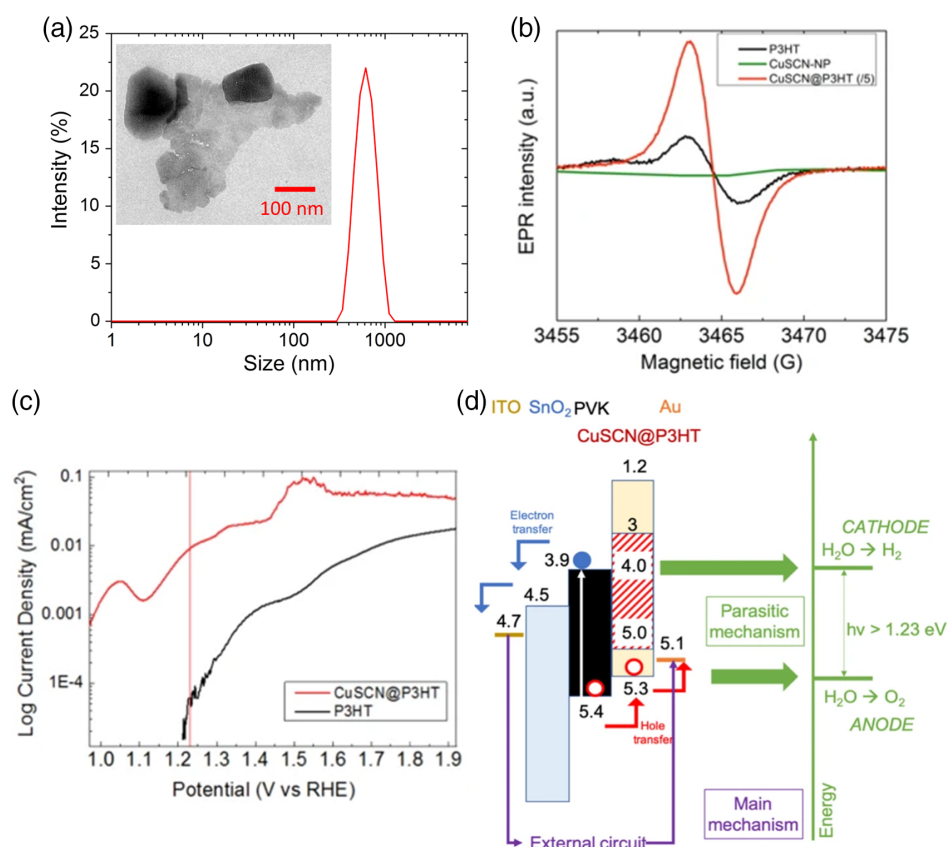 (a)
25
20
15
10
5
0
Intensity (%)
100 nm
1 10 100 1000
Size (nm)
(b)
P3HT
CuSCN-NP
CuSCN@P3HT (/5)
EPR intensity (a.u.)
3455 3460 3465 3470 3475
Magnetic field (G)
(c)
0.1
0.01
0.001
1E-4
Log Current Density (mA/cm²)
CuSCN@P3HT
P3HT
1.0 1.1 1.2 1.3 1.4 1.5 1.6 1.7 1.8 1.9
Potential (V vs RHE)
(d)
ITO SnO₂ PVK Au
CuSCN@P3HT
1.2
Electron
transfer
3
3.9
4.0
4.5
4.7
5.0
5.1
5.3
5.4
Hole
transfer
External circuit
CATHODE
H₂O → H₂
Parasitic
mechanism
hν > 1.23 eV
H₂O → O₂
ANODE
Main
mechanism
Energy